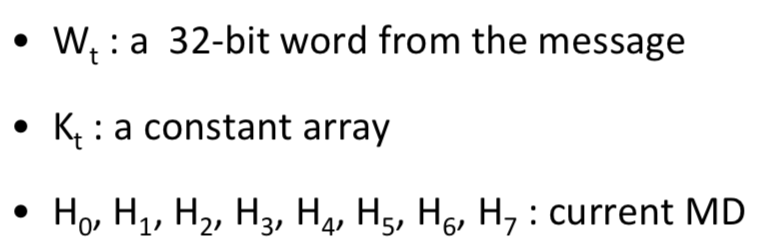 • Wt : a 32-bit word from the message
• Kt : a constant array
• H0, H1, H2, H3, H4, H5, H6, H7 : current MD